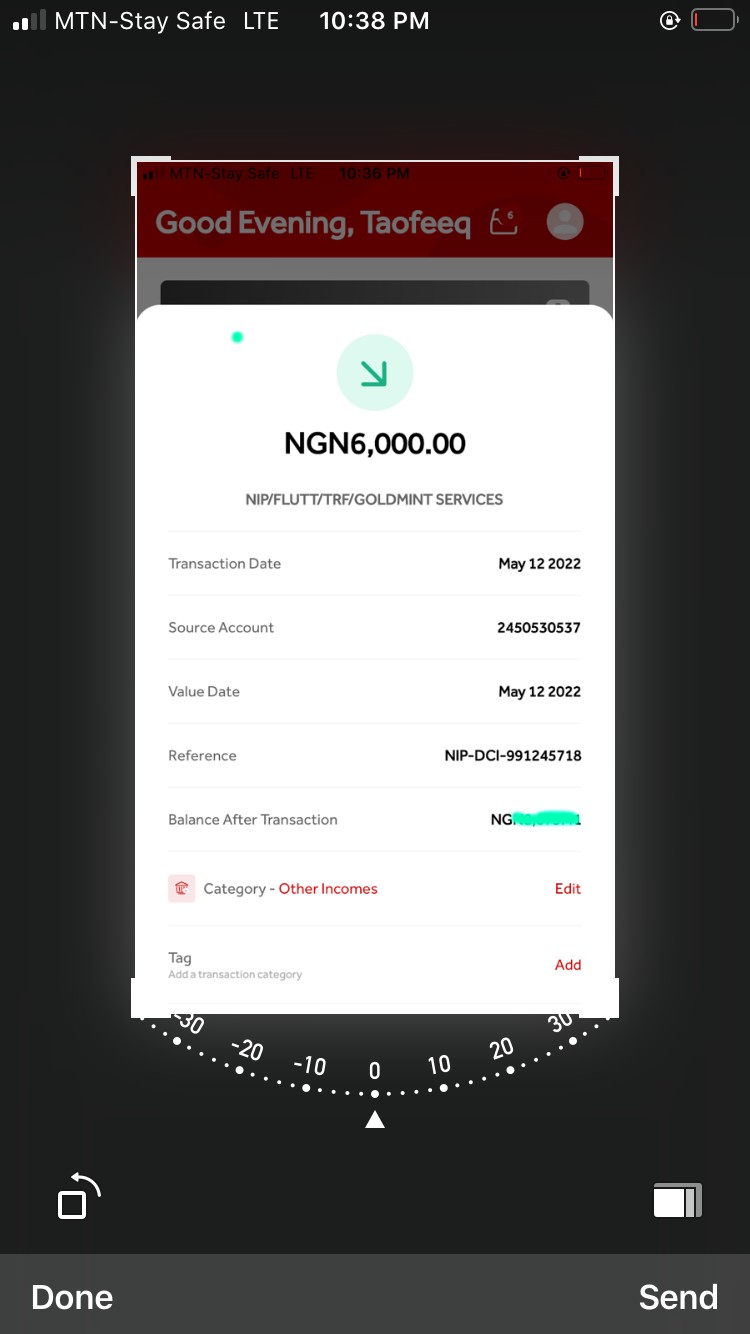 MTN-Stay Safe LTE 10:38 PM
MTN-Stay Safe LTE 10:36 PM
Good Evening, Taofeeq 6
NGN6,000.00
NIP/FLUTT/TRF/GOLDMINT SERVICES
Transaction Date May 12 2022
Source Account 2450530537
Value Date May 12 2022
Reference NIP-DCI-991245718
Balance After Transaction NG
Category - Other Incomes Edit
Tag Add
Add a transaction category
-30 -20 -10 0 10 20 30
Done Send